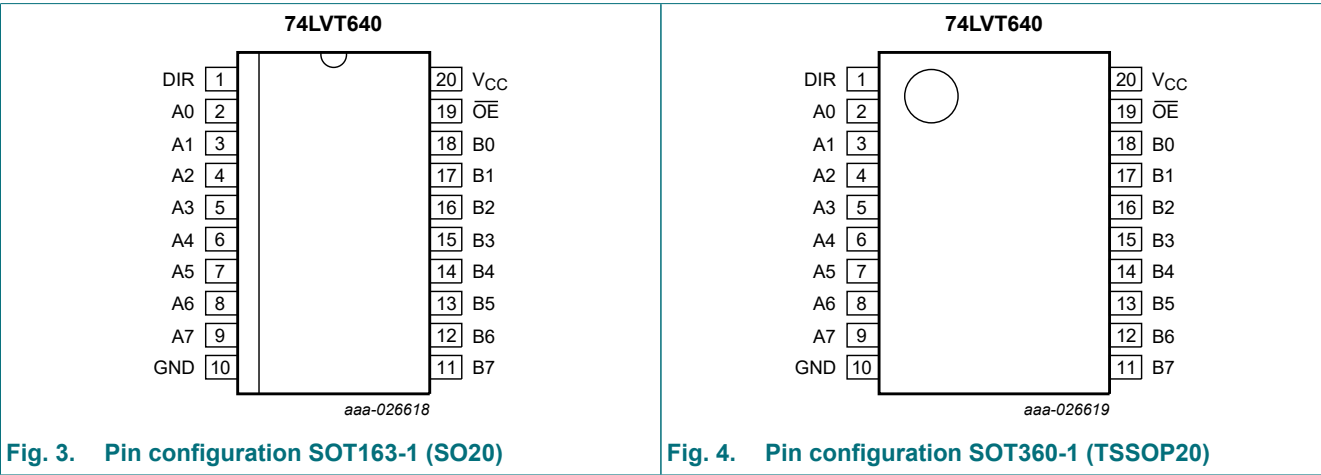 74LVT640
DIR 1 20 VCC
A0 2 19 O̅E̅
A1 3 18 B0
A2 4 17 B1
A3 5 16 B2
A4 6 15 B3
A5 7 14 B4
A6 8 13 B5
A7 9 12 B6
GND 10 11 B7
aaa-026618
Fig. 3. Pin configuration SOT163-1 (SO20)
74LVT640
DIR 1 20 VCC
A0 2 19 O̅E̅
A1 3 18 B0
A2 4 17 B1
A3 5 16 B2
A4 6 15 B3
A5 7 14 B4
A6 8 13 B5
A7 9 12 B6
GND 10 11 B7
aaa-026619
Fig. 4. Pin configuration SOT360-1 (TSSOP20)